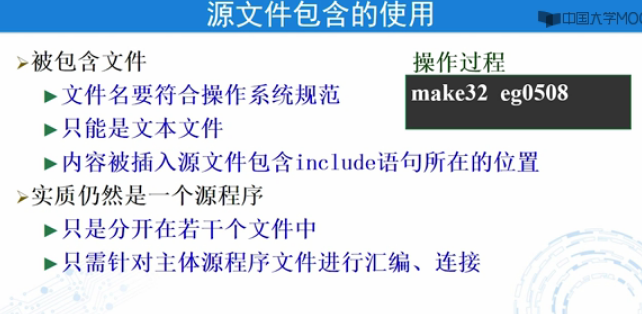 源文件包含的使用
中国大学MOO
被包含文件
操作过程
文件名要符合操作系统规范
make32 eg0508
只能是文本文件
内容被插入源文件包含include语句所在的位置
实质仍然是一个源程序
只是分开在若干个文件中
只需针对主体源程序文件进行汇编、连接